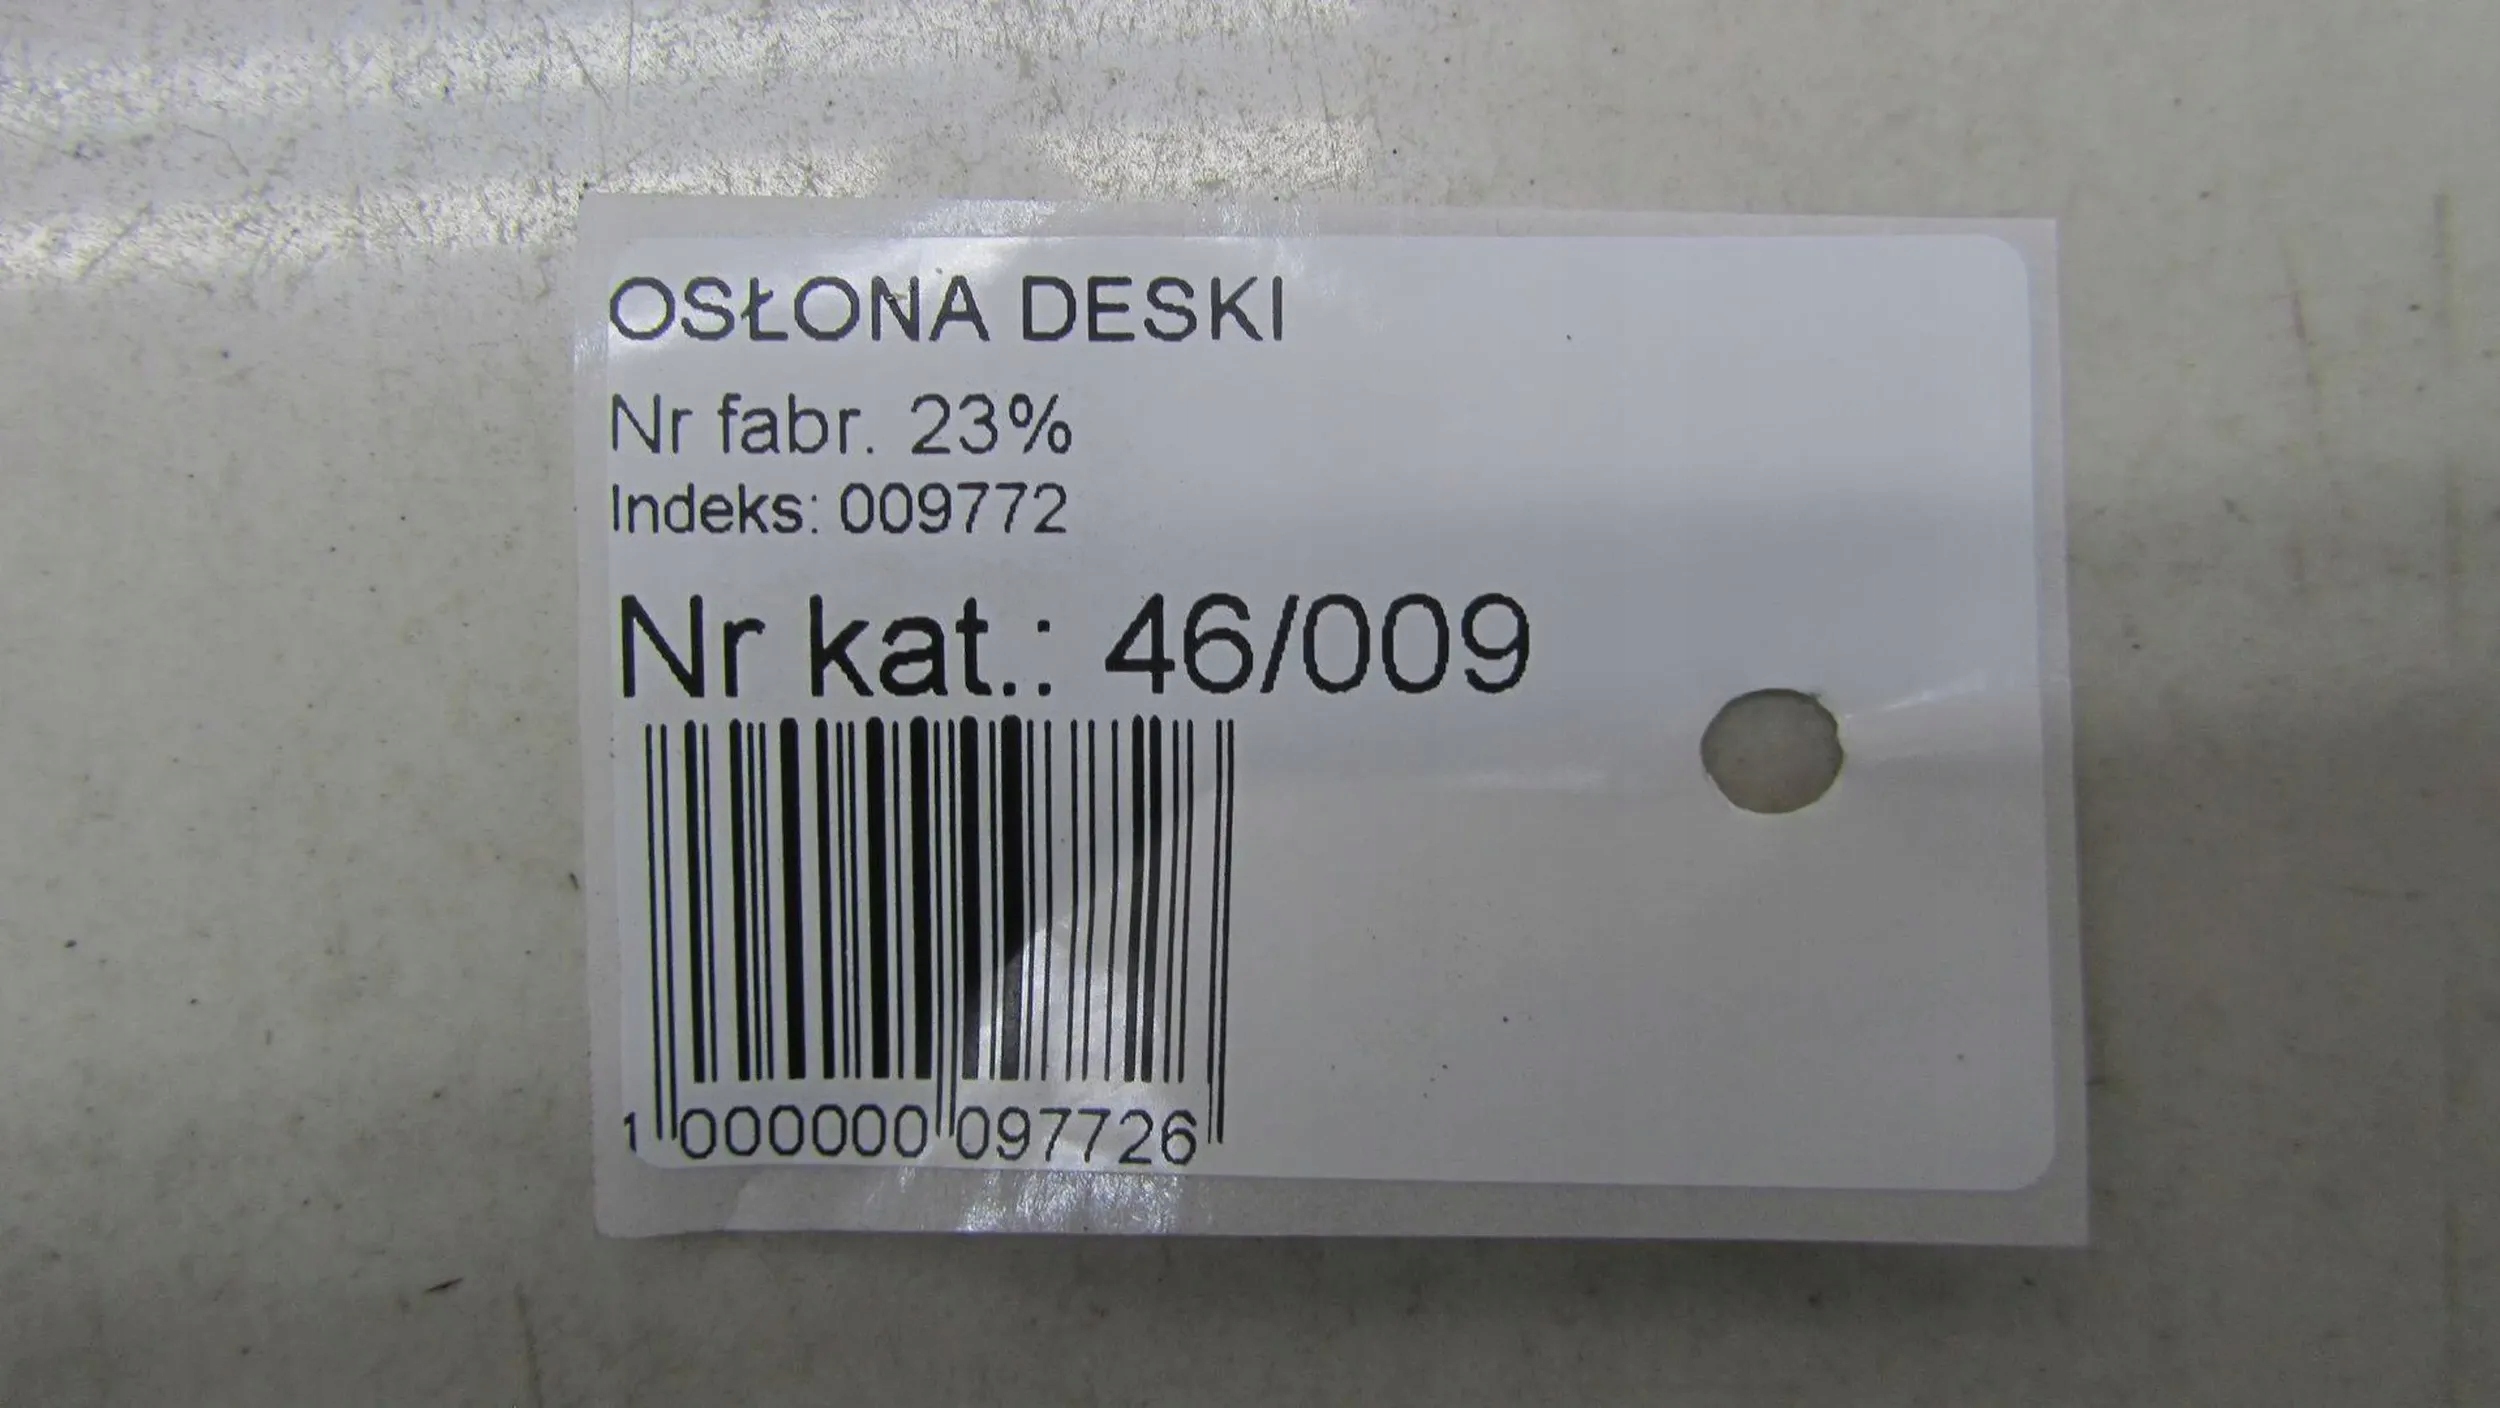 OSŁONA DESKI
Nr fabr. 23%
Indeks: 009772
Nr kat.: 46/009
1 000000 097726